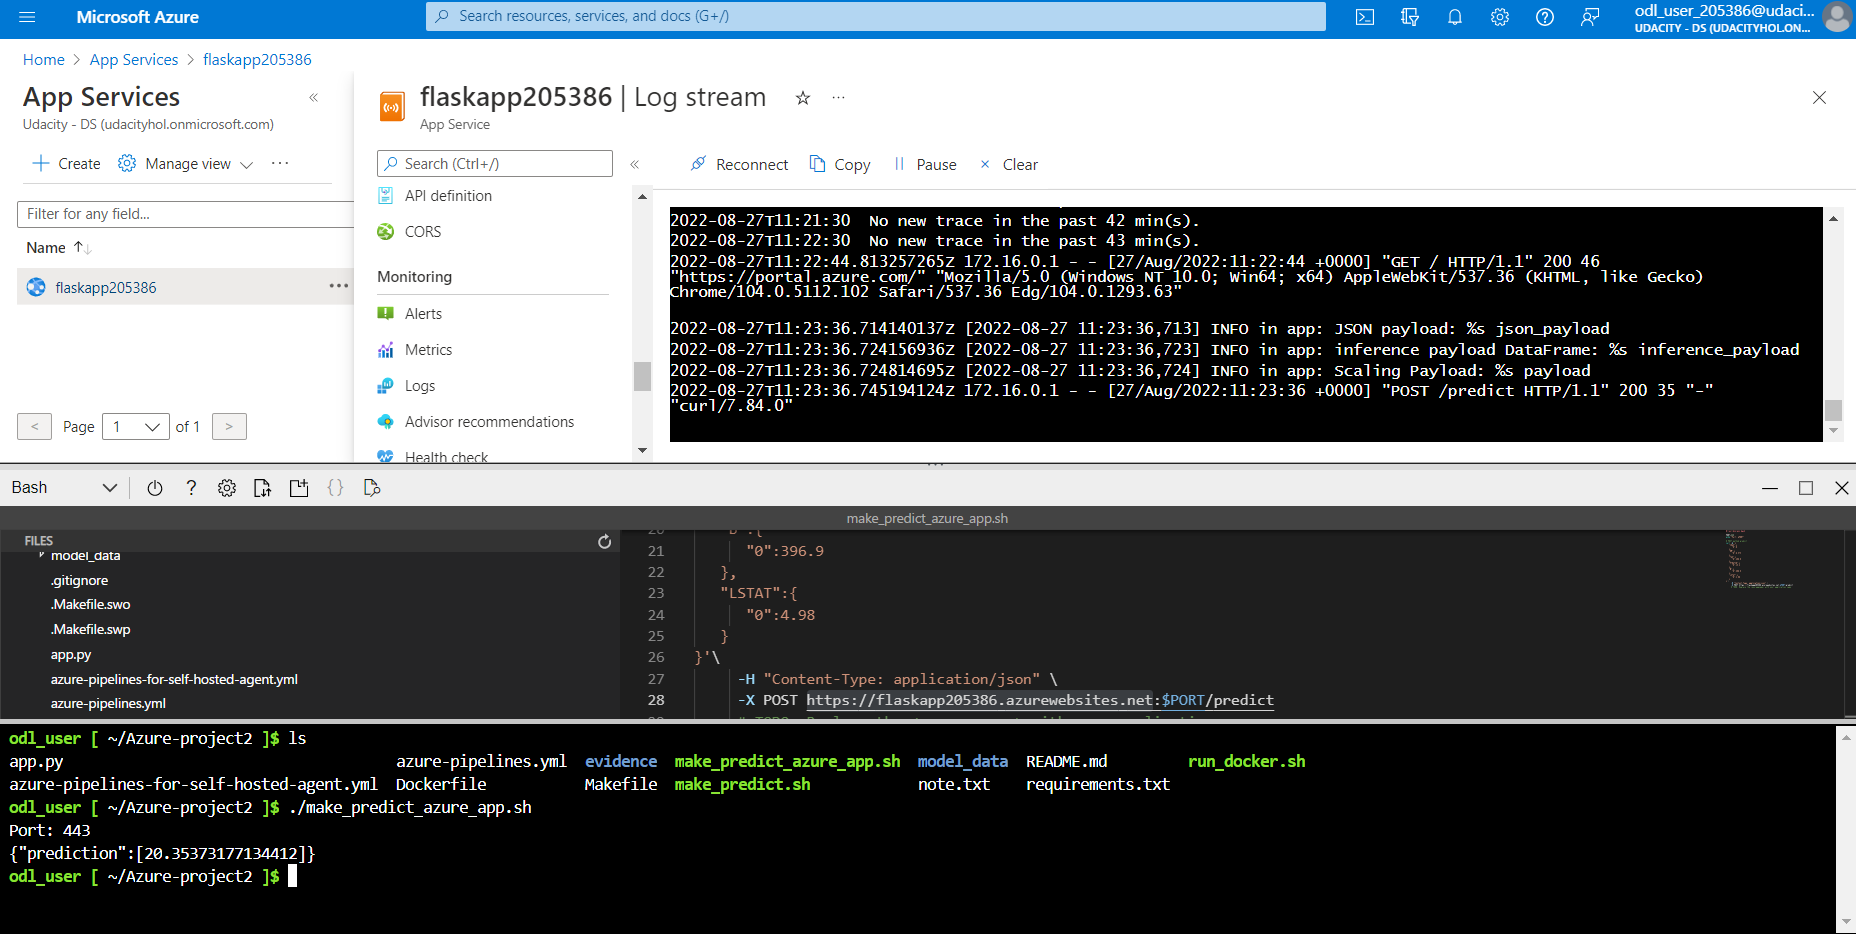 Microsoft Azure
Search resources, services, and docs (G+/)
odl_user_205386@udaci...
UDACITY - DS (UDACITYHOL.ON...
Home > App Services > flaskapp205386
App Services
Udacity - DS (udacityhol.onmicrosoft.com)
Create Manage view ...
Filter for any field...
Name
flaskapp205386
< Page 1 of 1 >
flaskapp205386 | Log stream
App Service
Search (Ctrl+/)
API definition
CORS
Monitoring
Alerts
Metrics
Logs
Advisor recommendations
Health check
Reconnect Copy Pause Clear
2022-08-27T11:21:30  No new trace in the past 42 min(s).
2022-08-27T11:22:30  No new trace in the past 43 min(s).
2022-08-27T11:22:44.813257265Z 172.16.0.1 - - [27/Aug/2022:11:22:44 +0000] "GET / HTTP/1.1" 200 46
"https://portal.azure.com/" "Mozilla/5.0 (Windows NT 10.0; Win64; x64) AppleWebKit/537.36 (KHTML, like Gecko)
Chrome/104.0.5112.102 Safari/537.36 Edg/104.0.1293.63"
2022-08-27T11:23:36.714140137Z [2022-08-27 11:23:36,713] INFO in app: JSON payload: %s json_payload
2022-08-27T11:23:36.724156936Z [2022-08-27 11:23:36,723] INFO in app: inference payload DataFrame: %s inference_payload
2022-08-27T11:23:36.724814695Z [2022-08-27 11:23:36,724] INFO in app: Scaling Payload: %s payload
2022-08-27T11:23:36.745194124Z 172.16.0.1 - - [27/Aug/2022:11:23:36 +0000] "POST /predict HTTP/1.1" 200 35 "-"
"curl/7.84.0"
Bash
make_predict_azure_app.sh
FILES
model_data
.gitignore
.Makefile.swo
.Makefile.swp
app.py
azure-pipelines-for-self-hosted-agent.yml
azure-pipelines.yml
21 "0":396.9
22 },
23 "LSTAT":{
24 "0":4.98
25 }
26 }'\
27 -H "Content-Type: application/json" \
28 -X POST https://flaskapp205386.azurewebsites.net:$PORT/predict
odl_user [ ~/Azure-project2 ]$ ls
app.py azure-pipelines.yml evidence make_predict_azure_app.sh model_data README.md run_docker.sh
azure-pipelines-for-self-hosted-agent.yml Dockerfile Makefile make_predict.sh note.txt requirements.txt
odl_user [ ~/Azure-project2 ]$ ./make_predict_azure_app.sh
Port: 443
{"prediction":[20.35373177134412]}
odl_user [ ~/Azure-project2 ]$